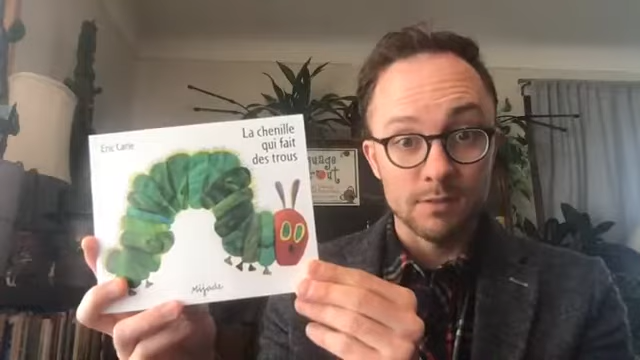 Eric Carle
La chenille
qui fait
des trous
Mijade